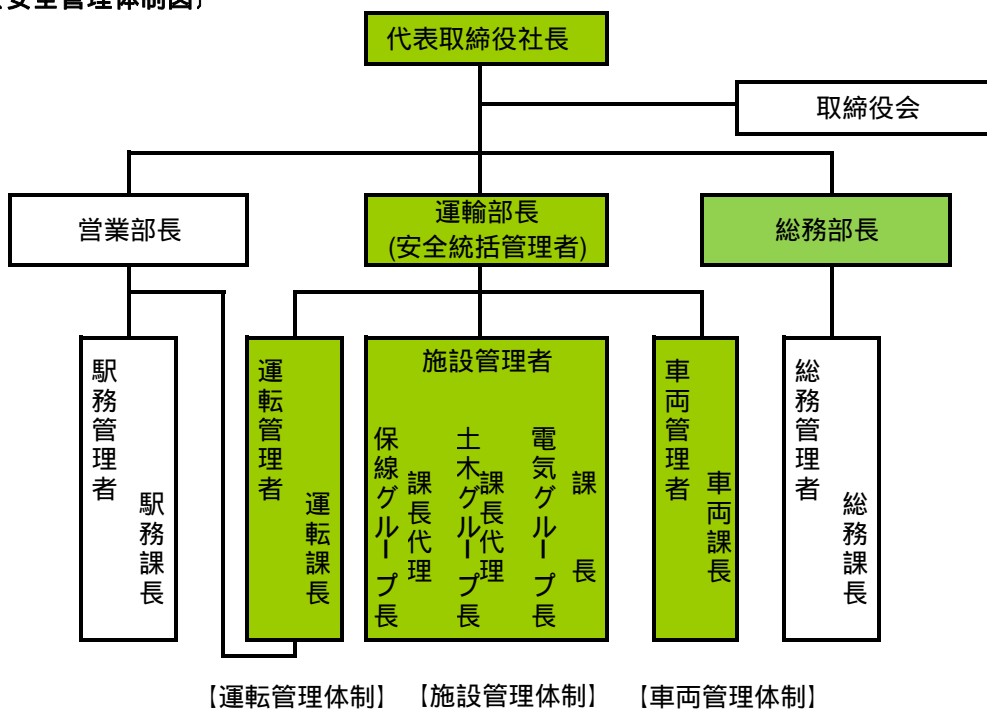 【安全管理体制図】
代表取締役社長
取締役会
営業部長
運輸部長
(安全統括管理者)
総務部長
駅務管理者
駅務課長
運転管理者
運転課長
施設管理者
保線グループ長
課長代理
土木グループ長
課長代理
電気グループ長
課長
車両管理者
車両課長
総務管理者
総務課長
【運転管理体制】 【施設管理体制】 【車両管理体制】